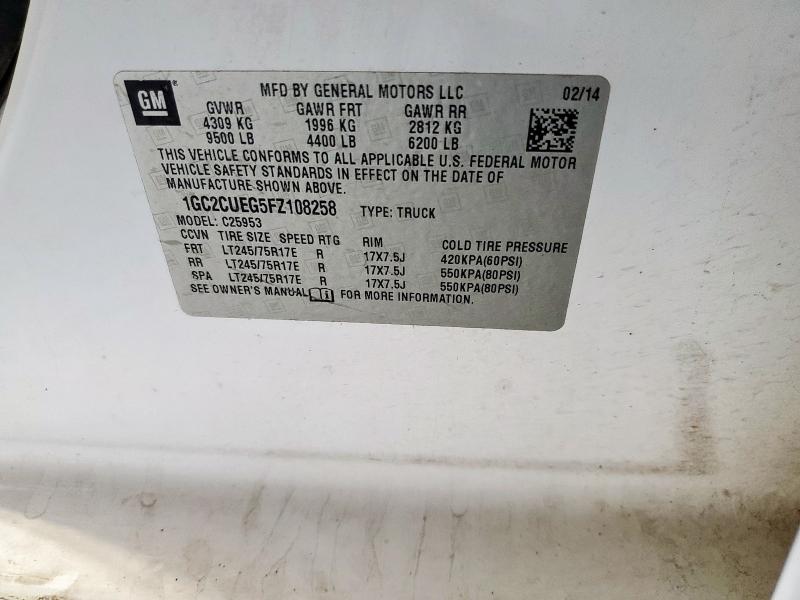 GM
MFD BY GENERAL MOTORS LLC 02/14
GVWR GAWR FRT GAWR RR
4309 KG 1996 KG 2812 KG
9500 LB 4400 LB 6200 LB
THIS VEHICLE CONFORMS TO ALL APPLICABLE U.S. FEDERAL MOTOR
VEHICLE SAFETY STANDARDS IN EFFECT ON THE DATE OF
MANUFACTURE SHOWN ABOVE.
1GC2CUEG5FZ108258 TYPE: TRUCK
MODEL: C25953
CCVN TIRE SIZE SPEED RTG RIM COLD TIRE PRESSURE
FRT LT245/75R17E R 17X7.5J 420KPA(60PSI)
RR LT245/75R17E R 17X7.5J 550KPA(80PSI)
SPA LT245/75R17E R 17X7.5J 550KPA(80PSI)
SEE OWNER'S MANUAL FOR MORE INFORMATION.